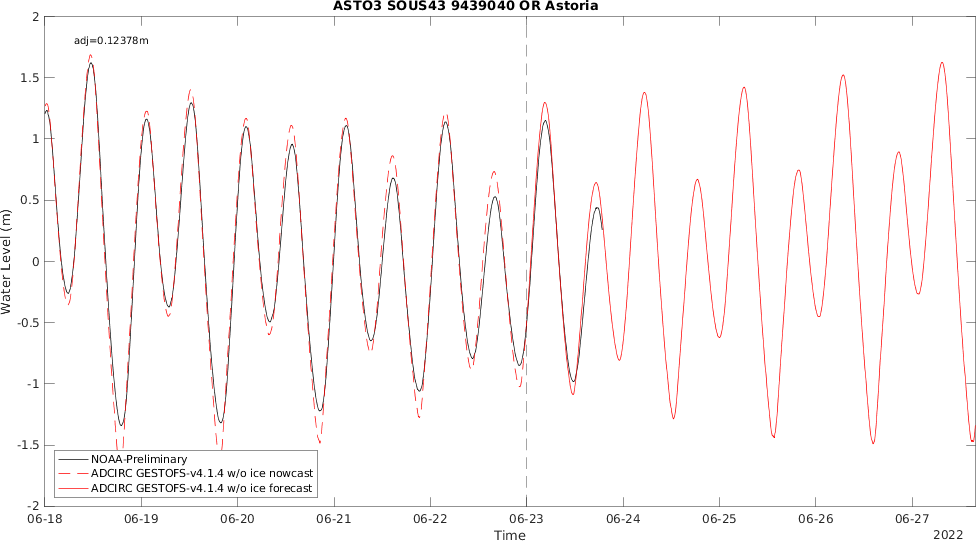 ASTO3 SOUS43 9439040 OR Astoria
adj=0.12378m
2
1.5
1
0.5
0
-0.5
-1
-1.5
-2
Water Level (m)
NOAA-Preliminary
ADCIRC GESTOFS-v4.1.4 w/o ice nowcast
ADCIRC GESTOFS-v4.1.4 w/o ice forecast
06-18 06-19 06-20 06-21 06-22 06-23 06-24 06-25 06-26 06-27
Time
2022